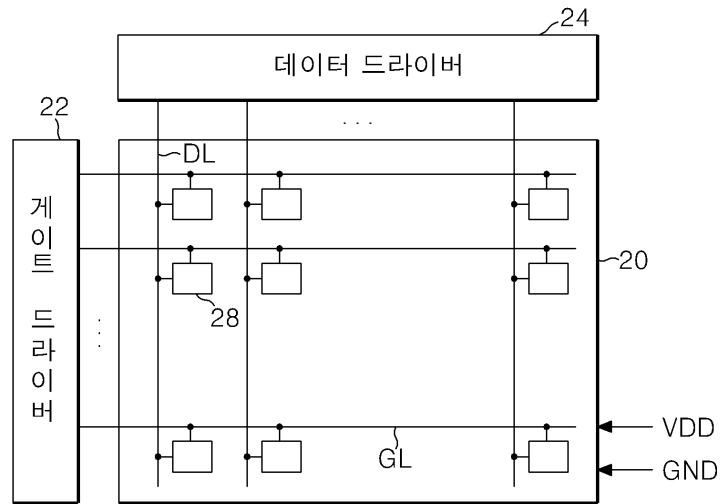 24
데이터 드라이버
22
. . .
DL
게이트 드라이버
20
28
. . .
VDD
GL
GND